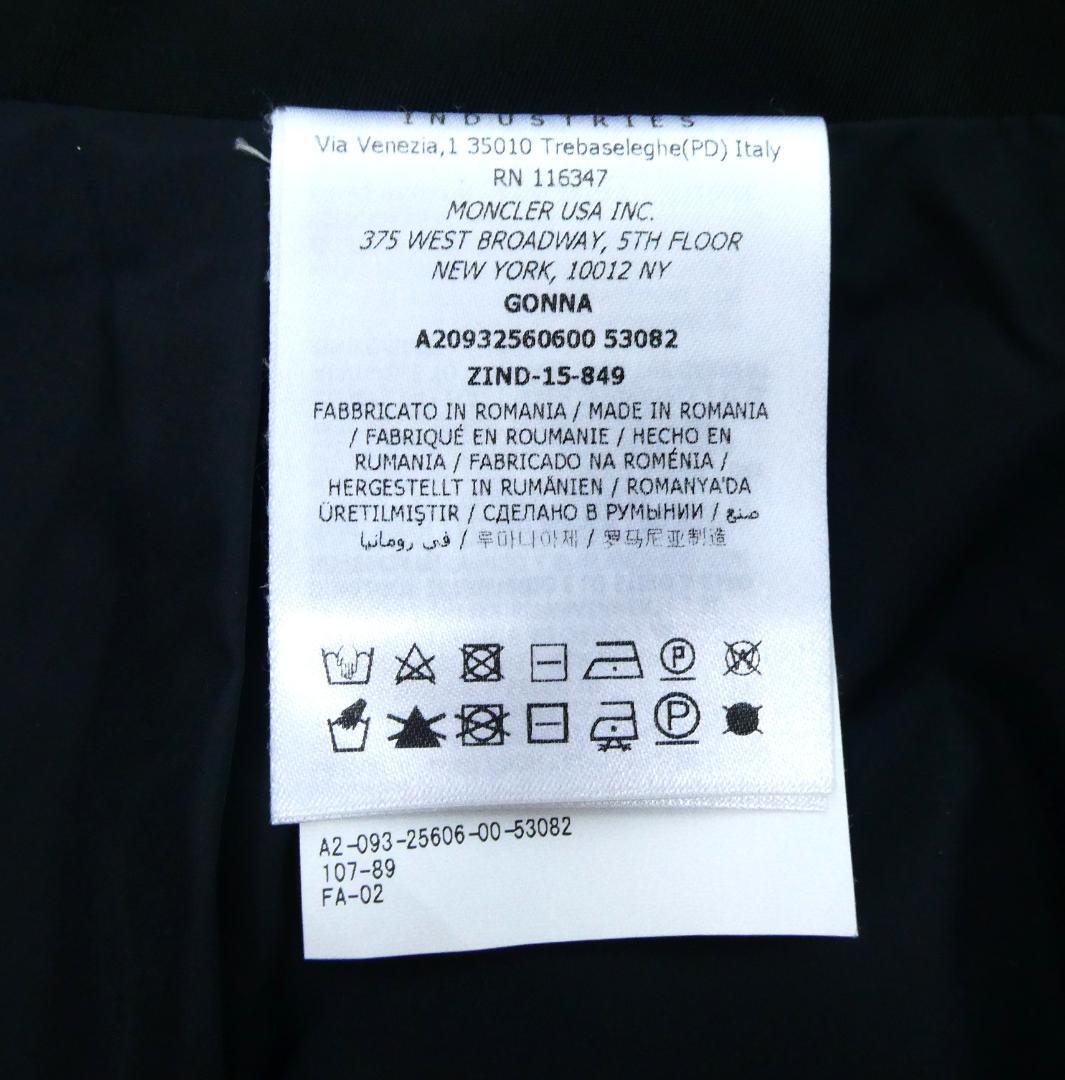 INDUSTRIES
Via Venezia,1 35010 Trebaseleghe(PD) Italy
RN 116347
MONCLER USA INC.
375 WEST BROADWAY, 5TH FLOOR
NEW YORK, 10012 NY
GONNA
A20932560600 53082
ZIND-15-849
FABBRICATO IN ROMANIA / MADE IN ROMANIA
/ FABRIQUÉ EN ROUMANIE / HECHO EN
RUMANIA / FABRICADO NA ROMÉNIA /
HERGESTELLT IN RUMÄNIEN / ROMANYA'DA
ÜRETILMIŞTIR / СДЕЛАНО В РУМЫНИИ / صنع
في رومانيا / 루마니아제 / 罗马尼亚制造
P W
P
A2-093-25606-00-53082
107-89
FA-02